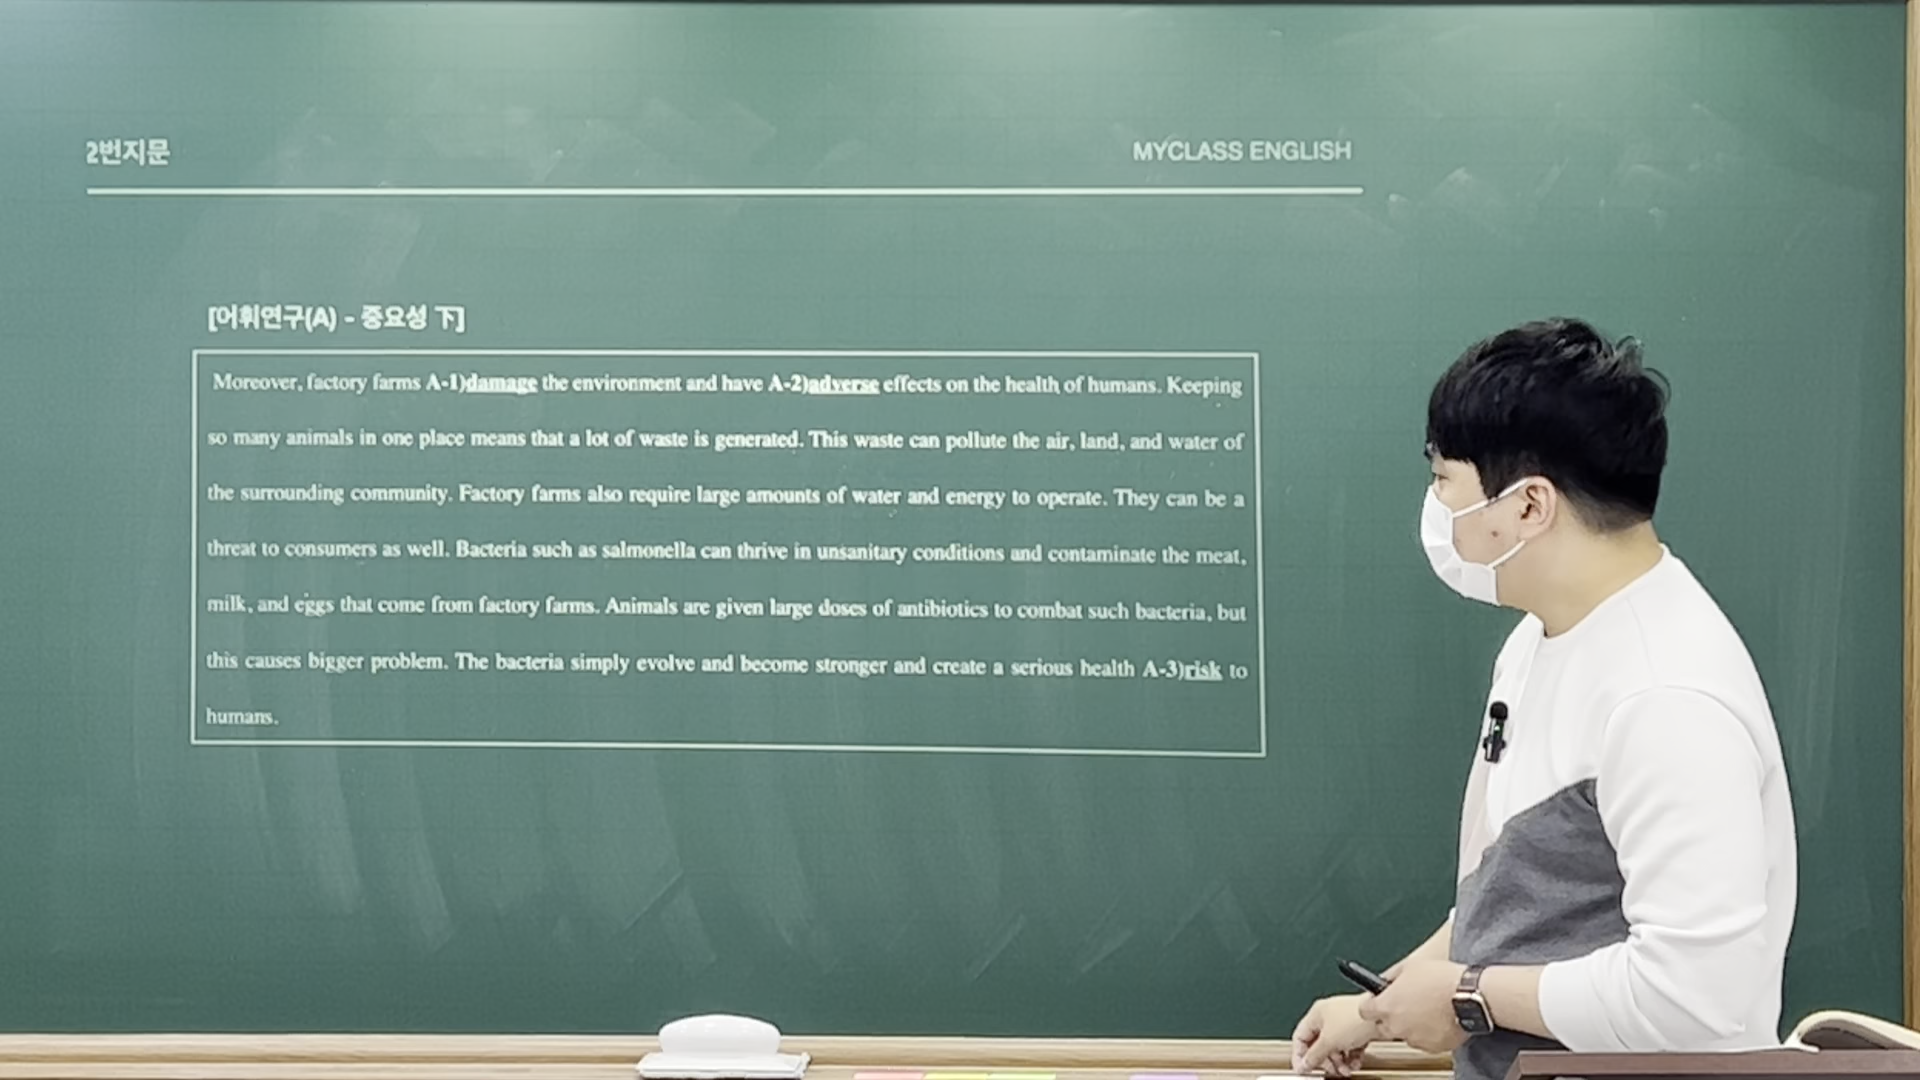 2번지문
MYCLASS ENGLISH
[어휘연구(A) - 중요성 下]
Moreover, factory farms A-1)damage the environment and have A-2)adverse effects on the health of humans. Keeping
so many animals in one place means that a lot of waste is generated. This waste can pollute the air, land, and water of
the surrounding community. Factory farms also require large amounts of water and energy to operate. They can be a
threat to consumers as well. Bacteria such as salmonella can thrive in unsanitary conditions and contaminate the meat,
milk, and eggs that come from factory farms. Animals are given large doses of antibiotics to combat such bacteria, but
this causes bigger problem. The bacteria simply evolve and become stronger and create a serious health A-3)risk to
humans.